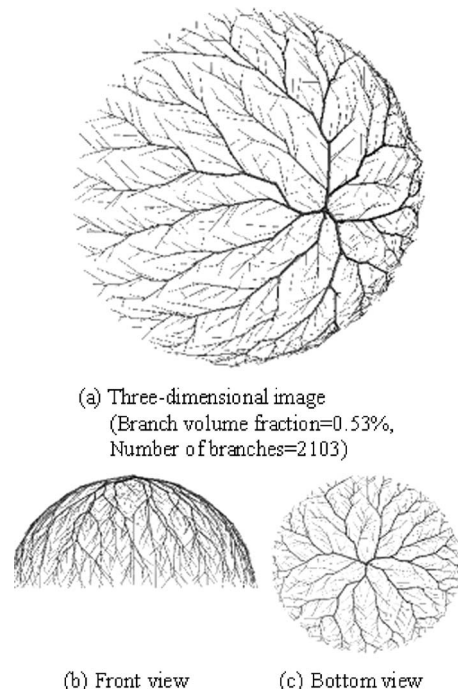 (a) Three-dimensional image
(Branch volume fraction=0.53%,
Number of branches=2103)
(b) Front view
(c) Bottom view